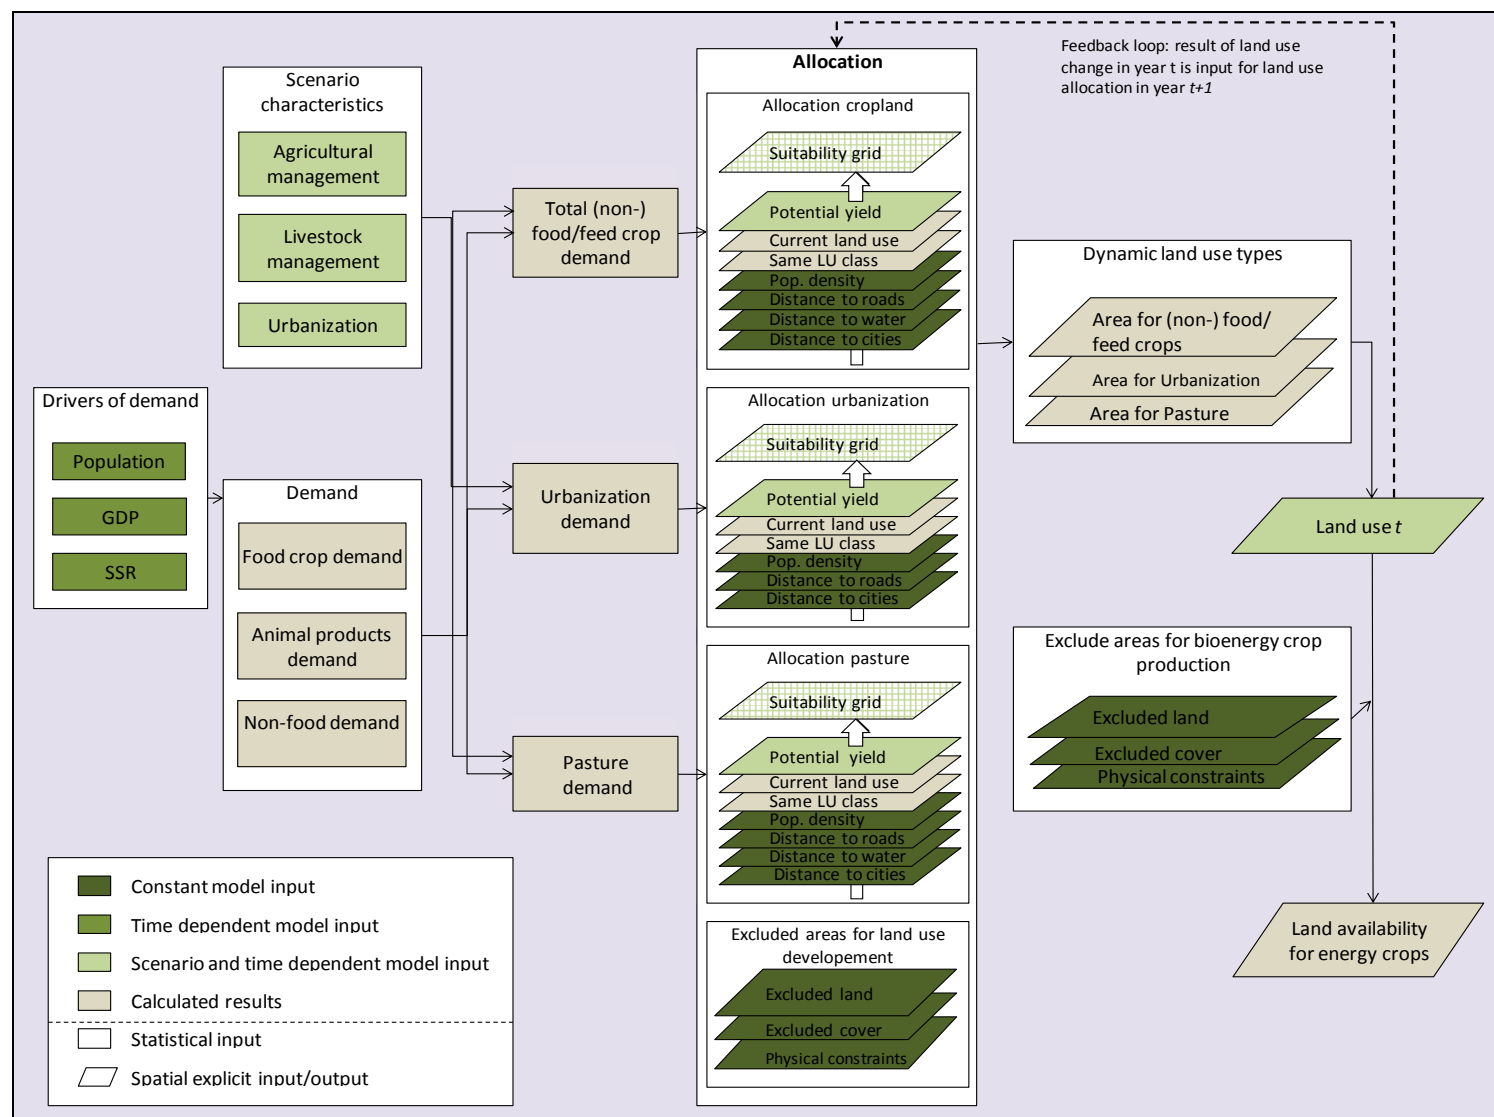 Feedback loop: result of land use
change in year t is input for land use
allocation in year t+1
Scenario
characteristics
Agricultural
management
Livestock
management
Urbanization
Drivers of demand
Population
GDP
SSR
Demand
Food crop demand
Animal products
demand
Non-food demand
Total (non-)
food/feed crop
demand
Urbanization
demand
Pasture
demand
Allocation
Allocation cropland
Suitability grid
Potential yield
Current land use
Same LU class
Pop. density
Distance to roads
Distance to water
Distance to cities
Allocation urbanization
Suitability grid
Potential yield
Current land use
Same LU class
Pop. density
Distance to roads
Distance to cities
Allocation pasture
Suitability grid
Potential yield
Current land use
Same LU class
Pop. density
Distance to roads
Distance to water
Distance to cities
Excluded areas for land use
developement
Excluded land
Excluded cover
Physical constraints
Dynamic land use types
Area for (non-) food/
feed crops
Area for Urbanization
Area for Pasture
Land use t
Exclude areas for bioenergy crop
production
Excluded land
Excluded cover
Physical constraints
Land availability
for energy crops
Constant model input
Time dependent model input
Scenario and time dependent model input
Calculated results
Statistical input
Spatial explicit input/output